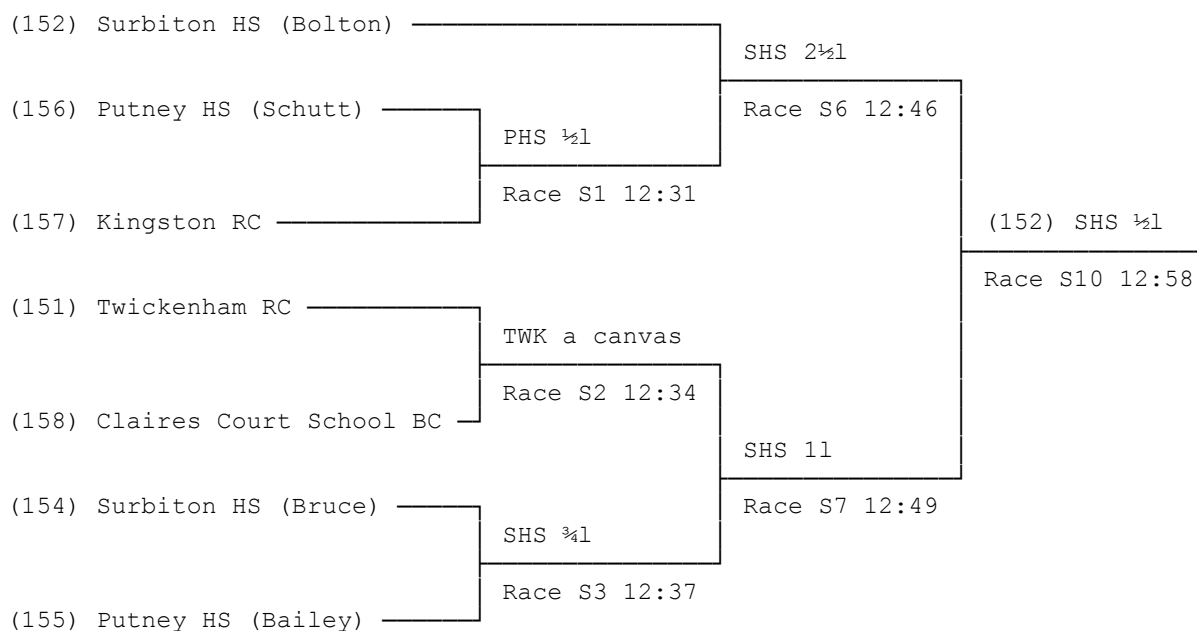 (152) Surbiton HS (Bolton)
SHS 2½l
(156) Putney HS (Schutt)
Race S6 12:46
PHS ½l
Race S1 12:31
(157) Kingston RC
(152) SHS ½l
Race S10 12:58
(151) Twickenham RC
TWK a canvas
Race S2 12:34
(158) Claires Court School BC
SHS 1l
(154) Surbiton HS (Bruce)
Race S7 12:49
SHS ¾l
Race S3 12:37
(155) Putney HS (Bailey)